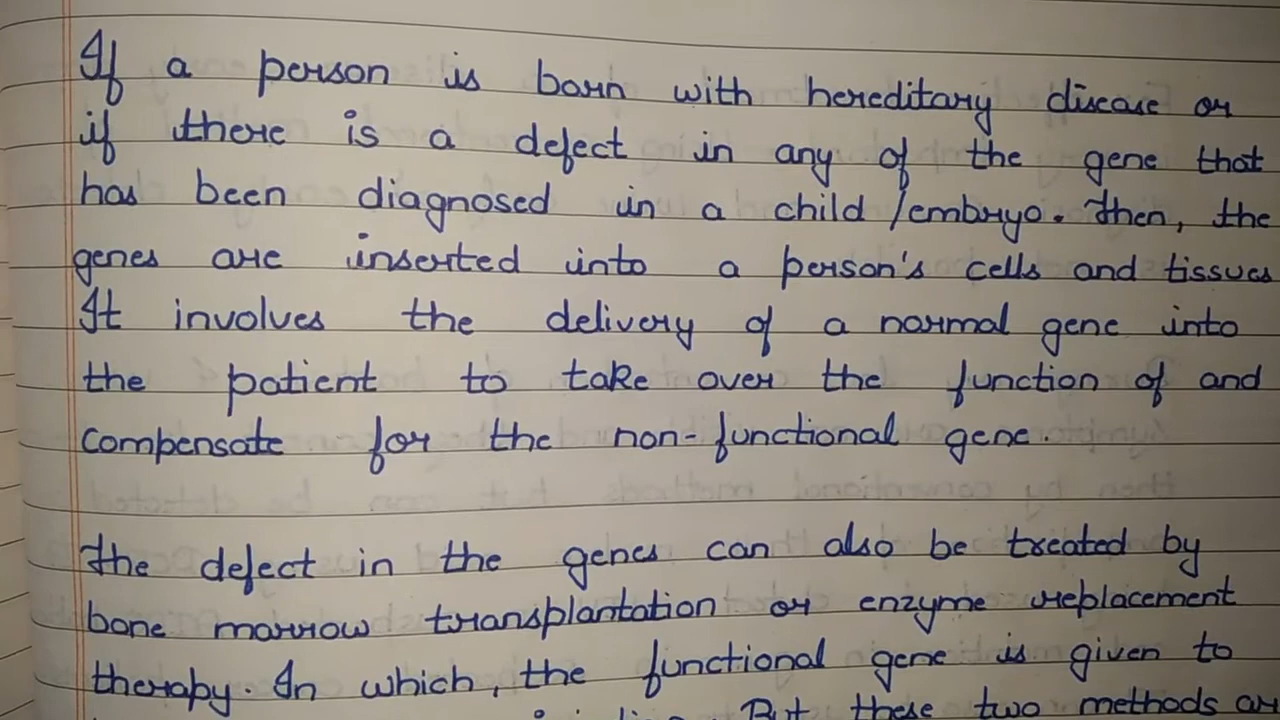 If a person is born with hereditary disease or
if there is a defect in any of the gene that
has been diagnosed in a child /embryo. Then, the
genes are inserted into a person's cells and tissues
It involves the delivery of a normal gene into
the patient to take over the function of and
compensate for the non-functional gene.
The defect in the genes can also be treated by
bone marrow transplantation or enzyme replacement
therapy. In which, the functional gene is given to
But these two methods are